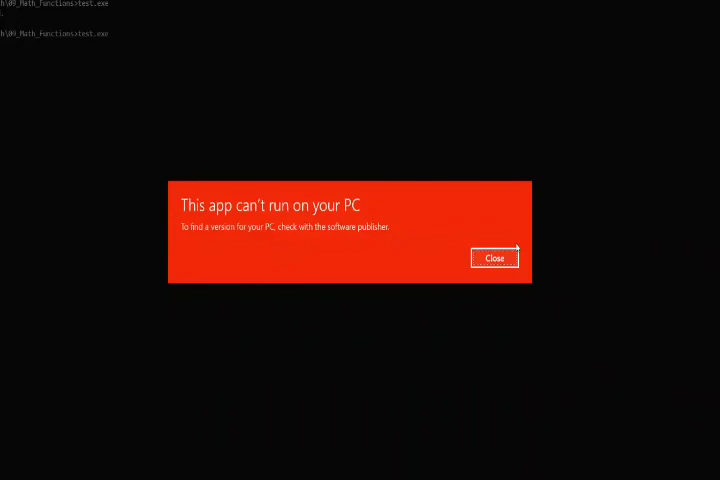 h\09_Math_Functions>test.exe
.
h\09_Math_Functions>test.exe
This app can't run on your PC
To find a version for your PC, check with the software publisher.
Close